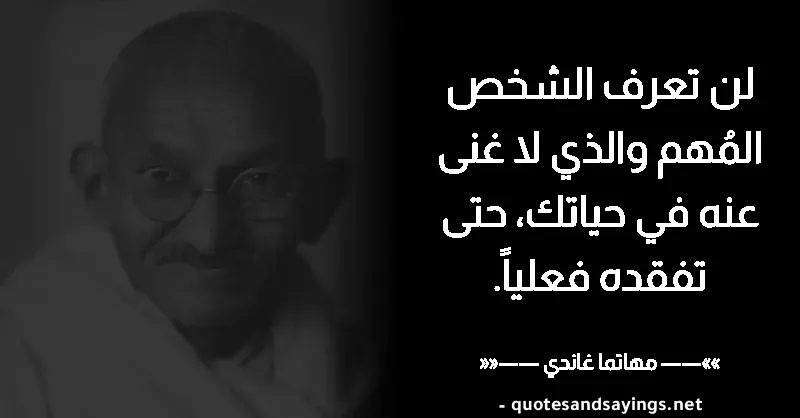 لن تعرف الشخص
المُهم والذي لا غنى
عنه في حياتك، حتى
تفقده فعلياً.
»»—— مهاتما غاندي ——««
- quotesandsayings.net